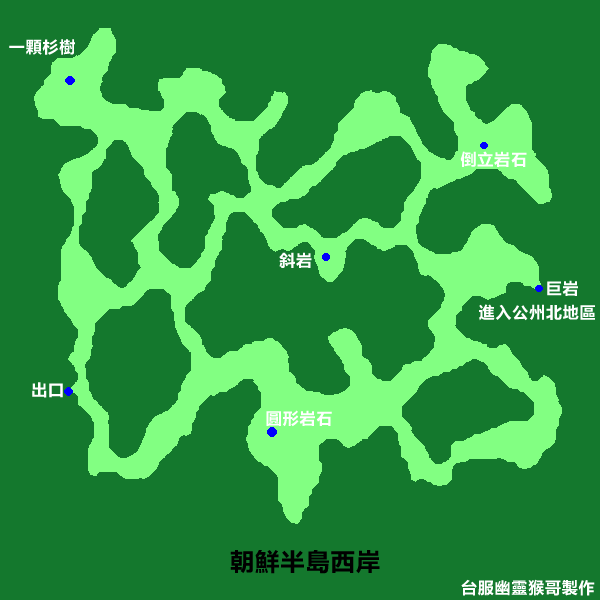 一顆杉樹
倒立岩石
斜岩
巨岩
進入公州北地區
出口
圓形岩石
朝鮮半島西岸
台服幽靈猴哥製作